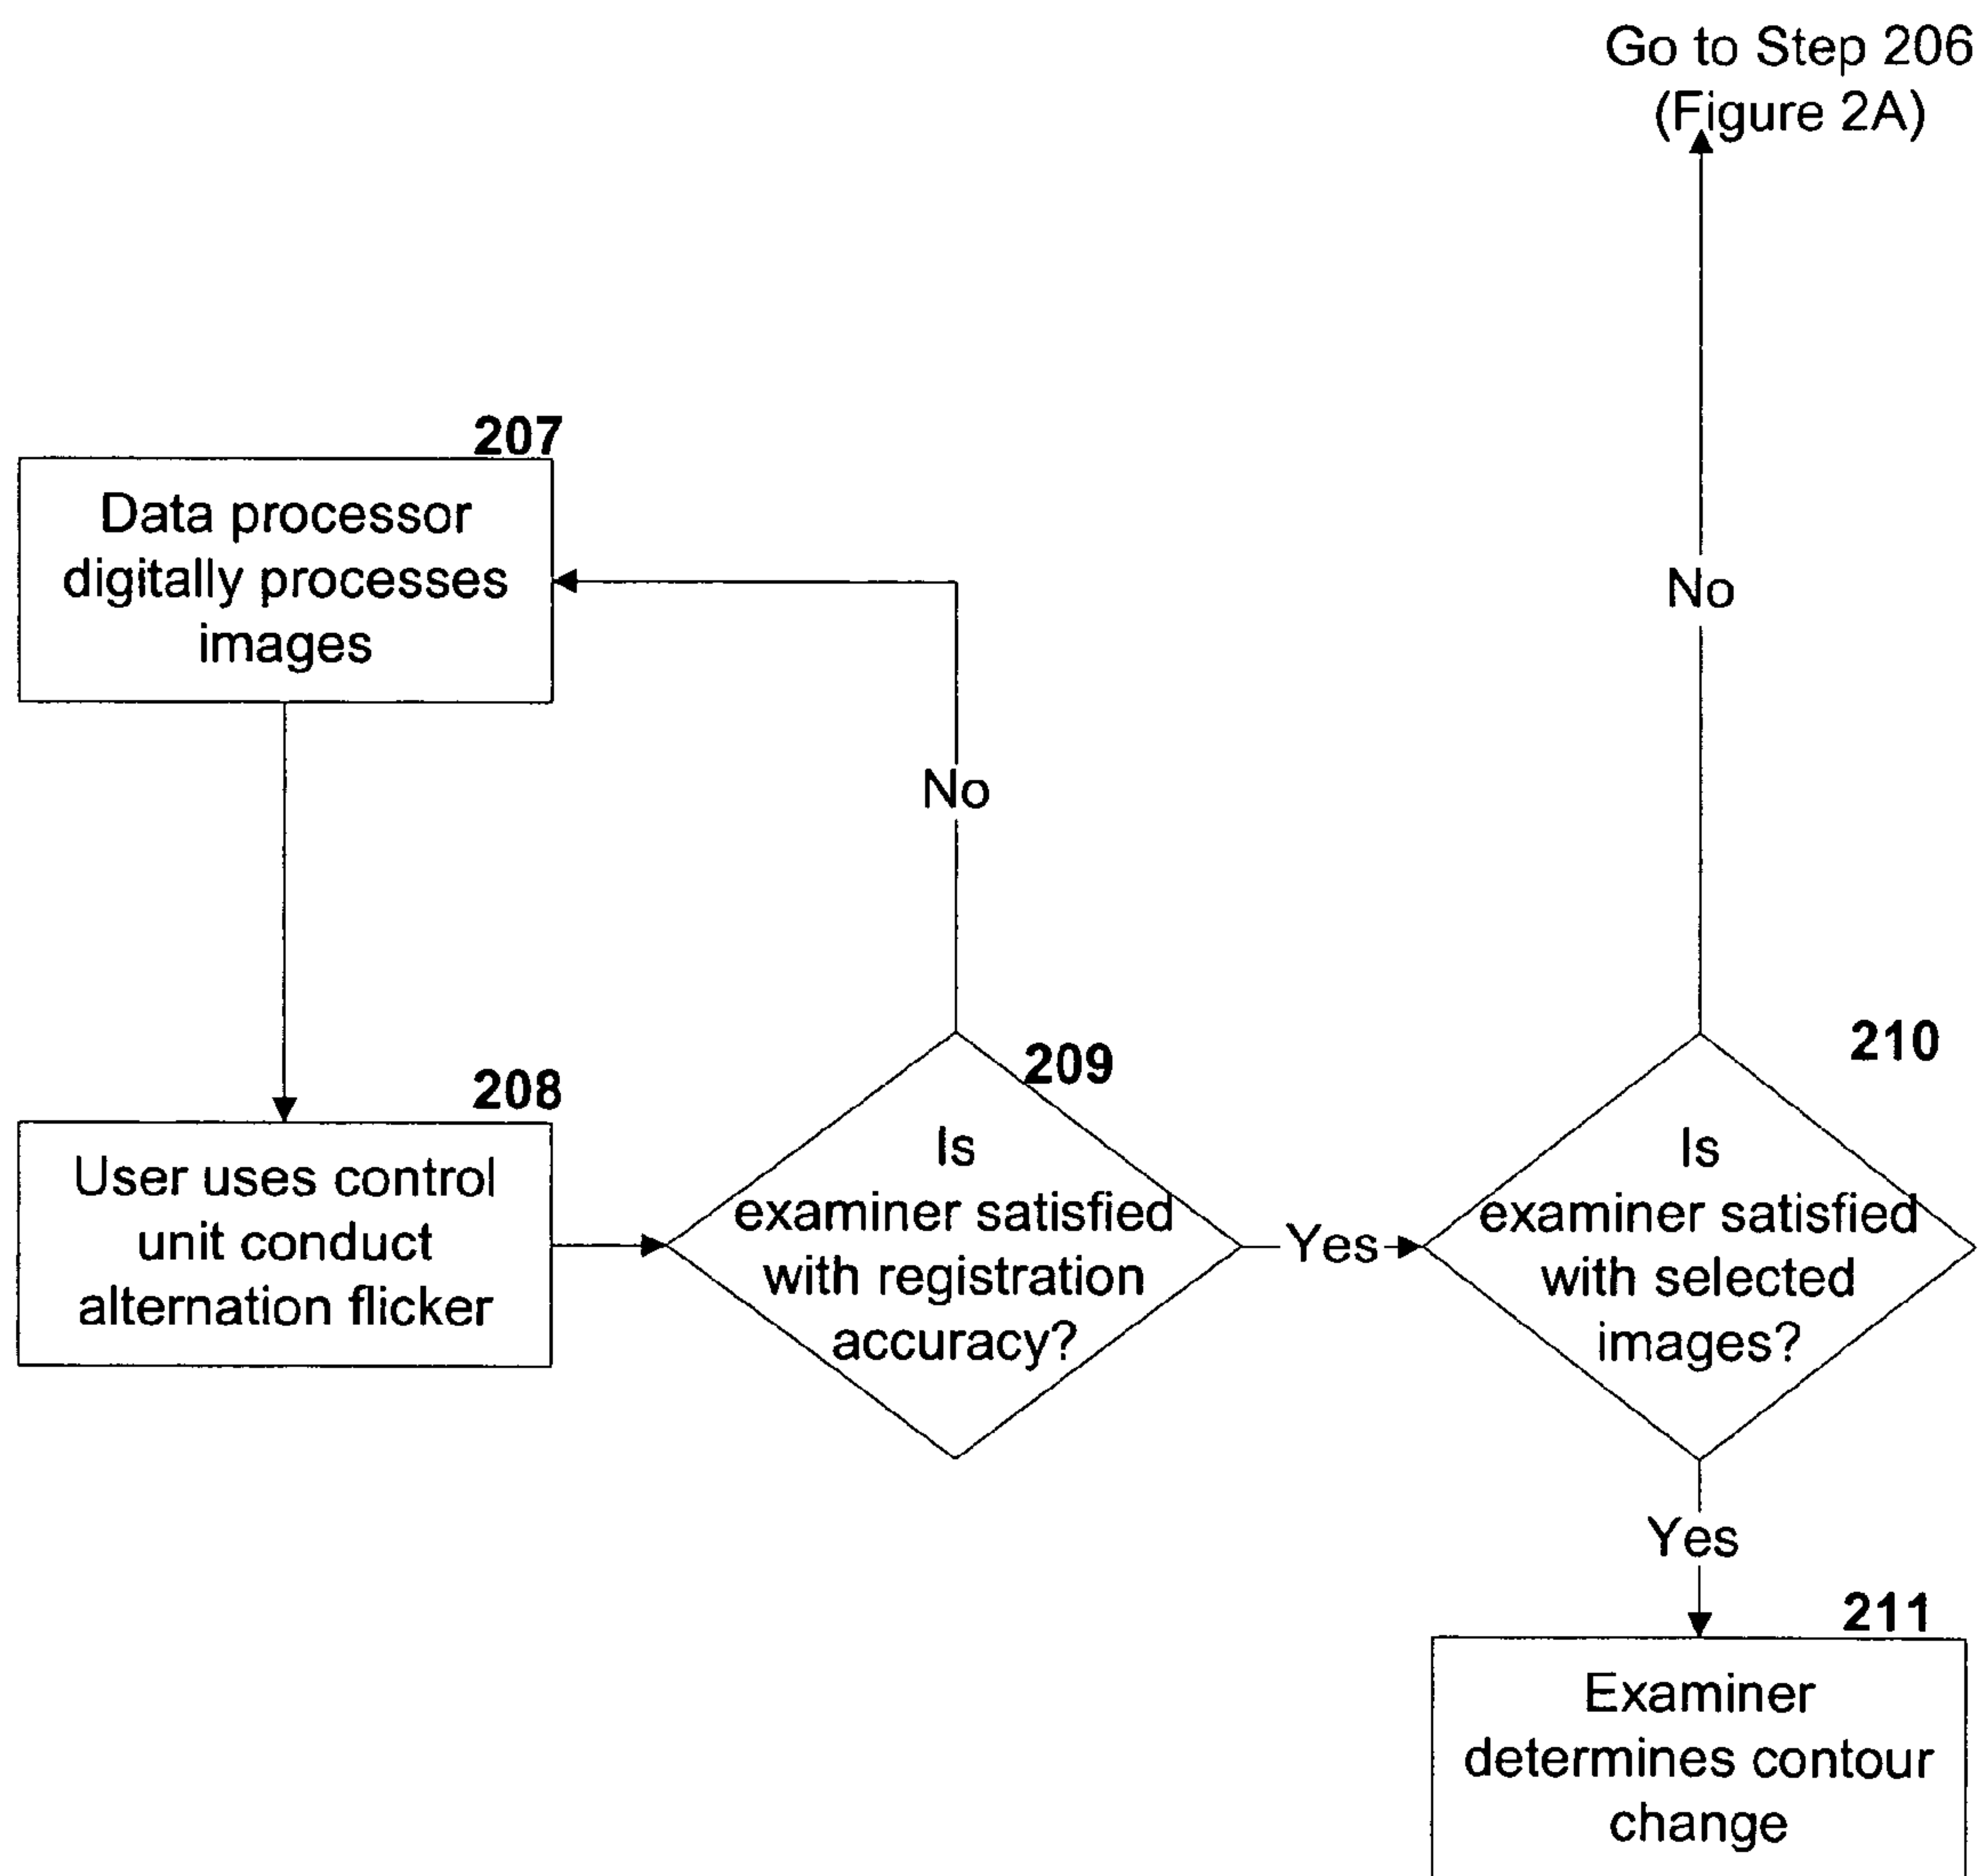 Go to Step 206
(Figure 2A)
207
Data processor
digitally processes
images
No
No
208
User uses control
unit conduct
alternation flicker
209
Is
examiner satisfied
with registration
accuracy?
Yes
210
Is
examiner satisfied
with selected
images?
Yes
211
Examiner
determines contour
change